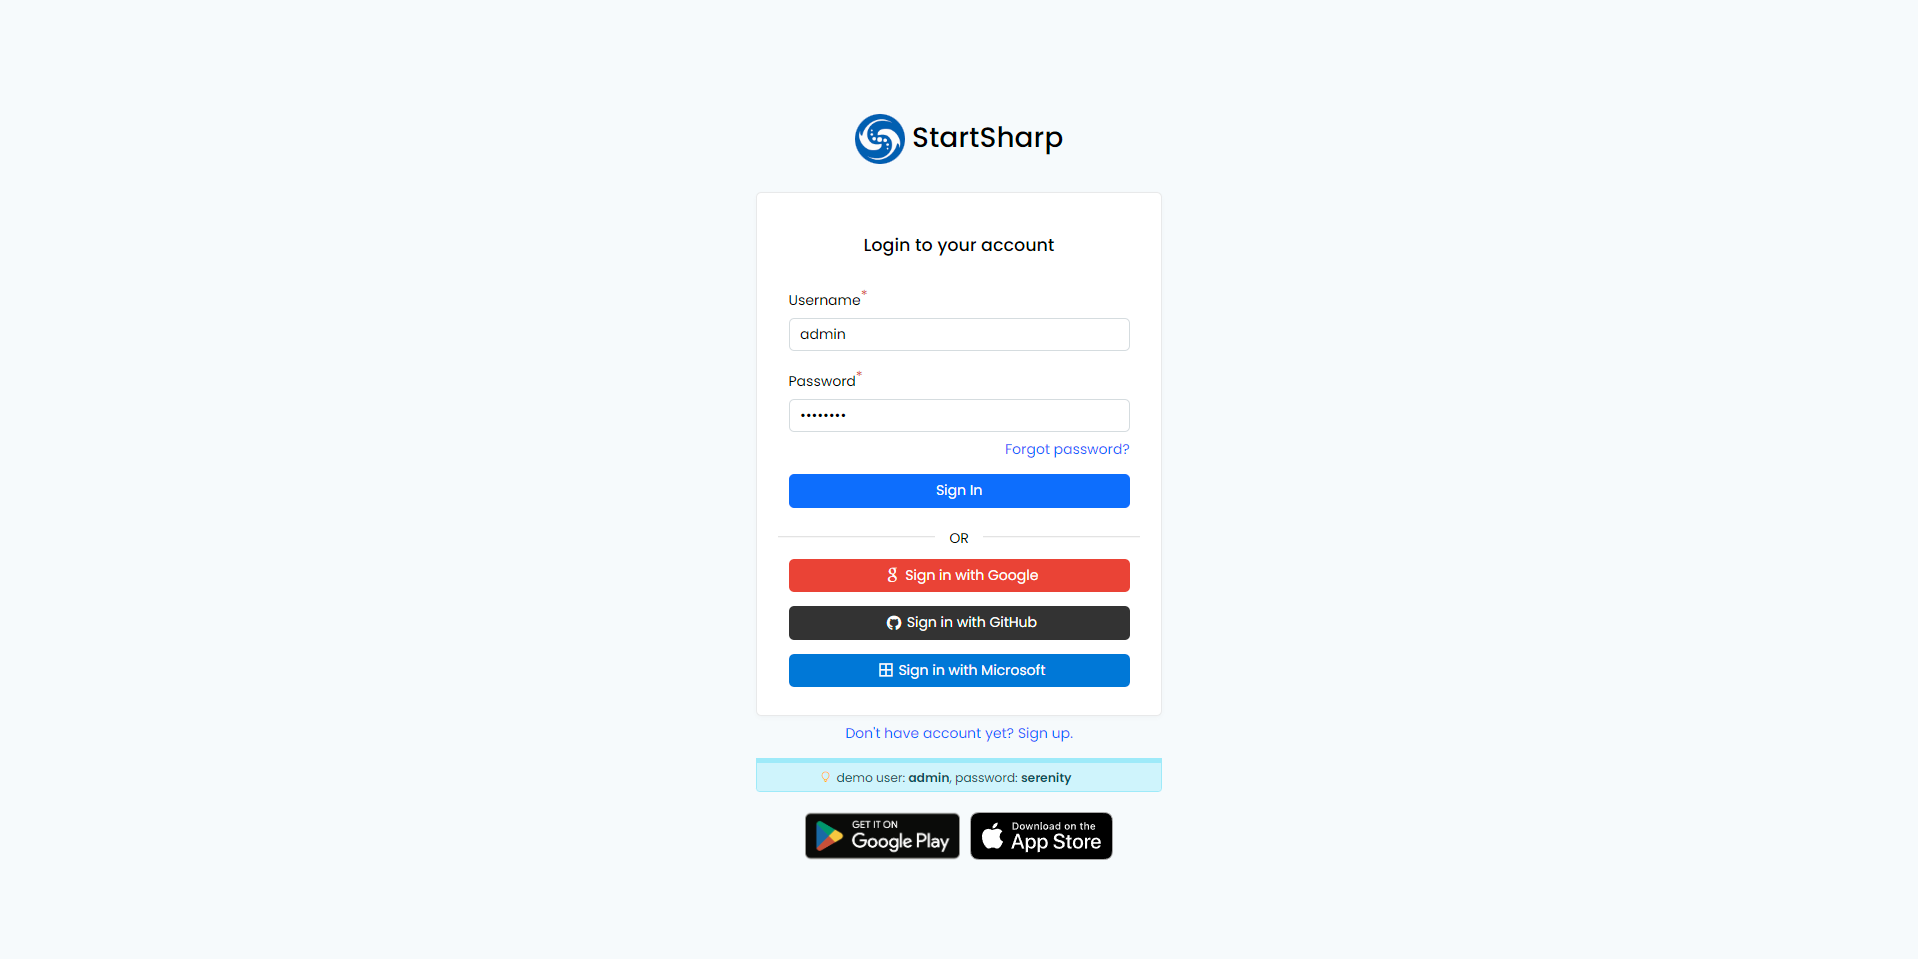 StartSharp
Login to your account
Username*
admin
Password*
••••••••
Forgot password?
Sign In
OR
Sign in with Google
Sign in with GitHub
Sign in with Microsoft
Don't have account yet? Sign up.
demo user: admin, password: serenity
GET IT ON
Google Play
Download on the
App Store